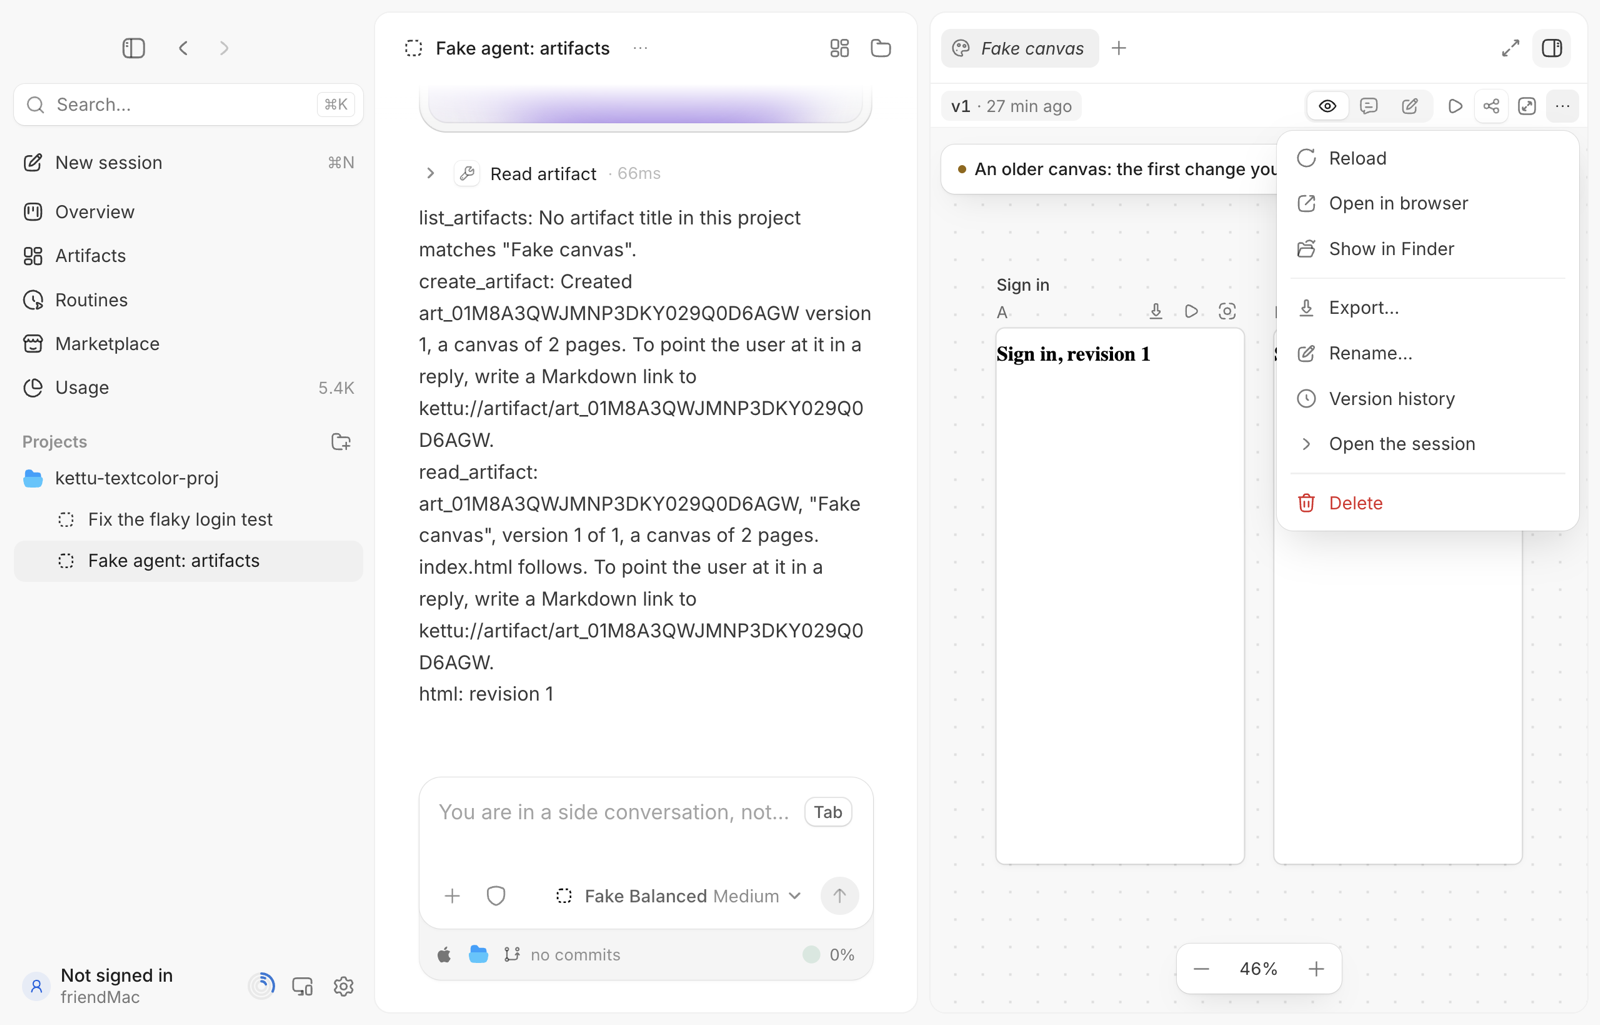 Search...
⌘K
New session
⌘N
Overview
Artifacts
Routines
Marketplace
Usage
5.4K
Projects
kettu-textcolor-proj
Fix the flaky login test
Fake agent: artifacts
Not signed in
friendMac
Fake agent: artifacts
Read artifact · 66ms
list_artifacts: No artifact title in this project
matches "Fake canvas".
create_artifact: Created
art_01M8A3QWJMNP3DKY029Q0D6AGW version
1, a canvas of 2 pages. To point the user at it in a
reply, write a Markdown link to
kettu://artifact/art_01M8A3QWJMNP3DKY029Q0
D6AGW.
read_artifact:
art_01M8A3QWJMNP3DKY029Q0D6AGW, "Fake
canvas", version 1 of 1, a canvas of 2 pages.
index.html follows. To point the user at it in a
reply, write a Markdown link to
kettu://artifact/art_01M8A3QWJMNP3DKY029Q0
D6AGW.
html: revision 1
You are in a side conversation, not...
Tab
Fake Balanced Medium
no commits
0%
Fake canvas
v1 · 27 min ago
An older canvas: the first change you
Sign in
A
Sign in, revision 1
Reload
Open in browser
Show in Finder
Export...
Rename...
Version history
Open the session
Delete
46%